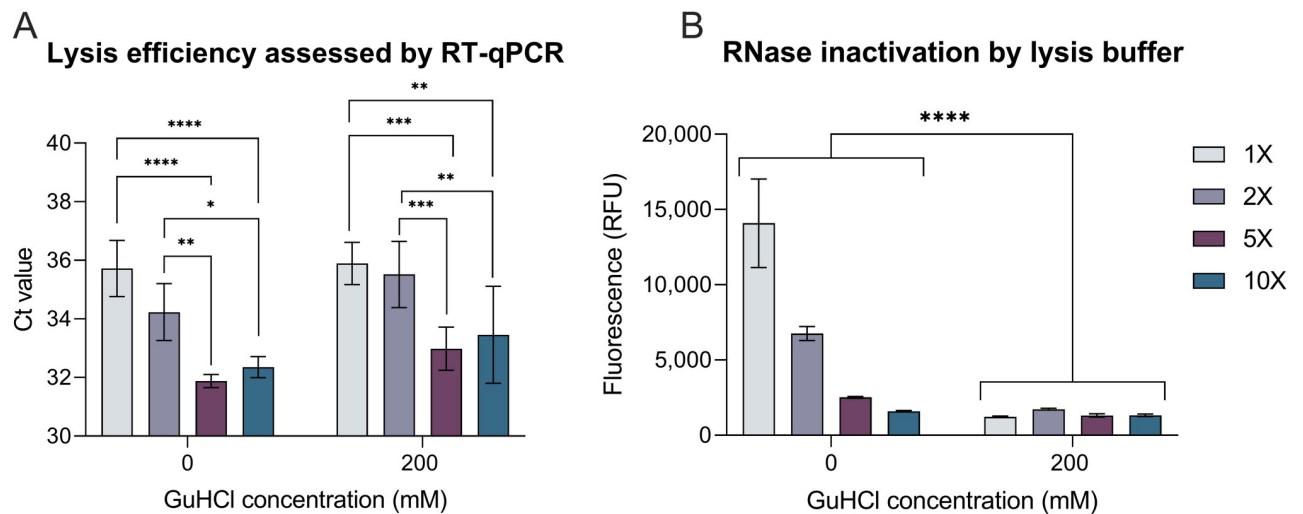 A
Lysis efficiency assessed by RT-qPCR
**
****
***
****
**
*
***
**
40
38
36
34
32
30
Ct value
0
200
GuHCl concentration (mM)
B
RNase inactivation by lysis buffer
****
20,000
15,000
10,000
5,000
0
Fluorescence (RFU)
0
200
GuHCl concentration (mM)
1X
2X
5X
10X